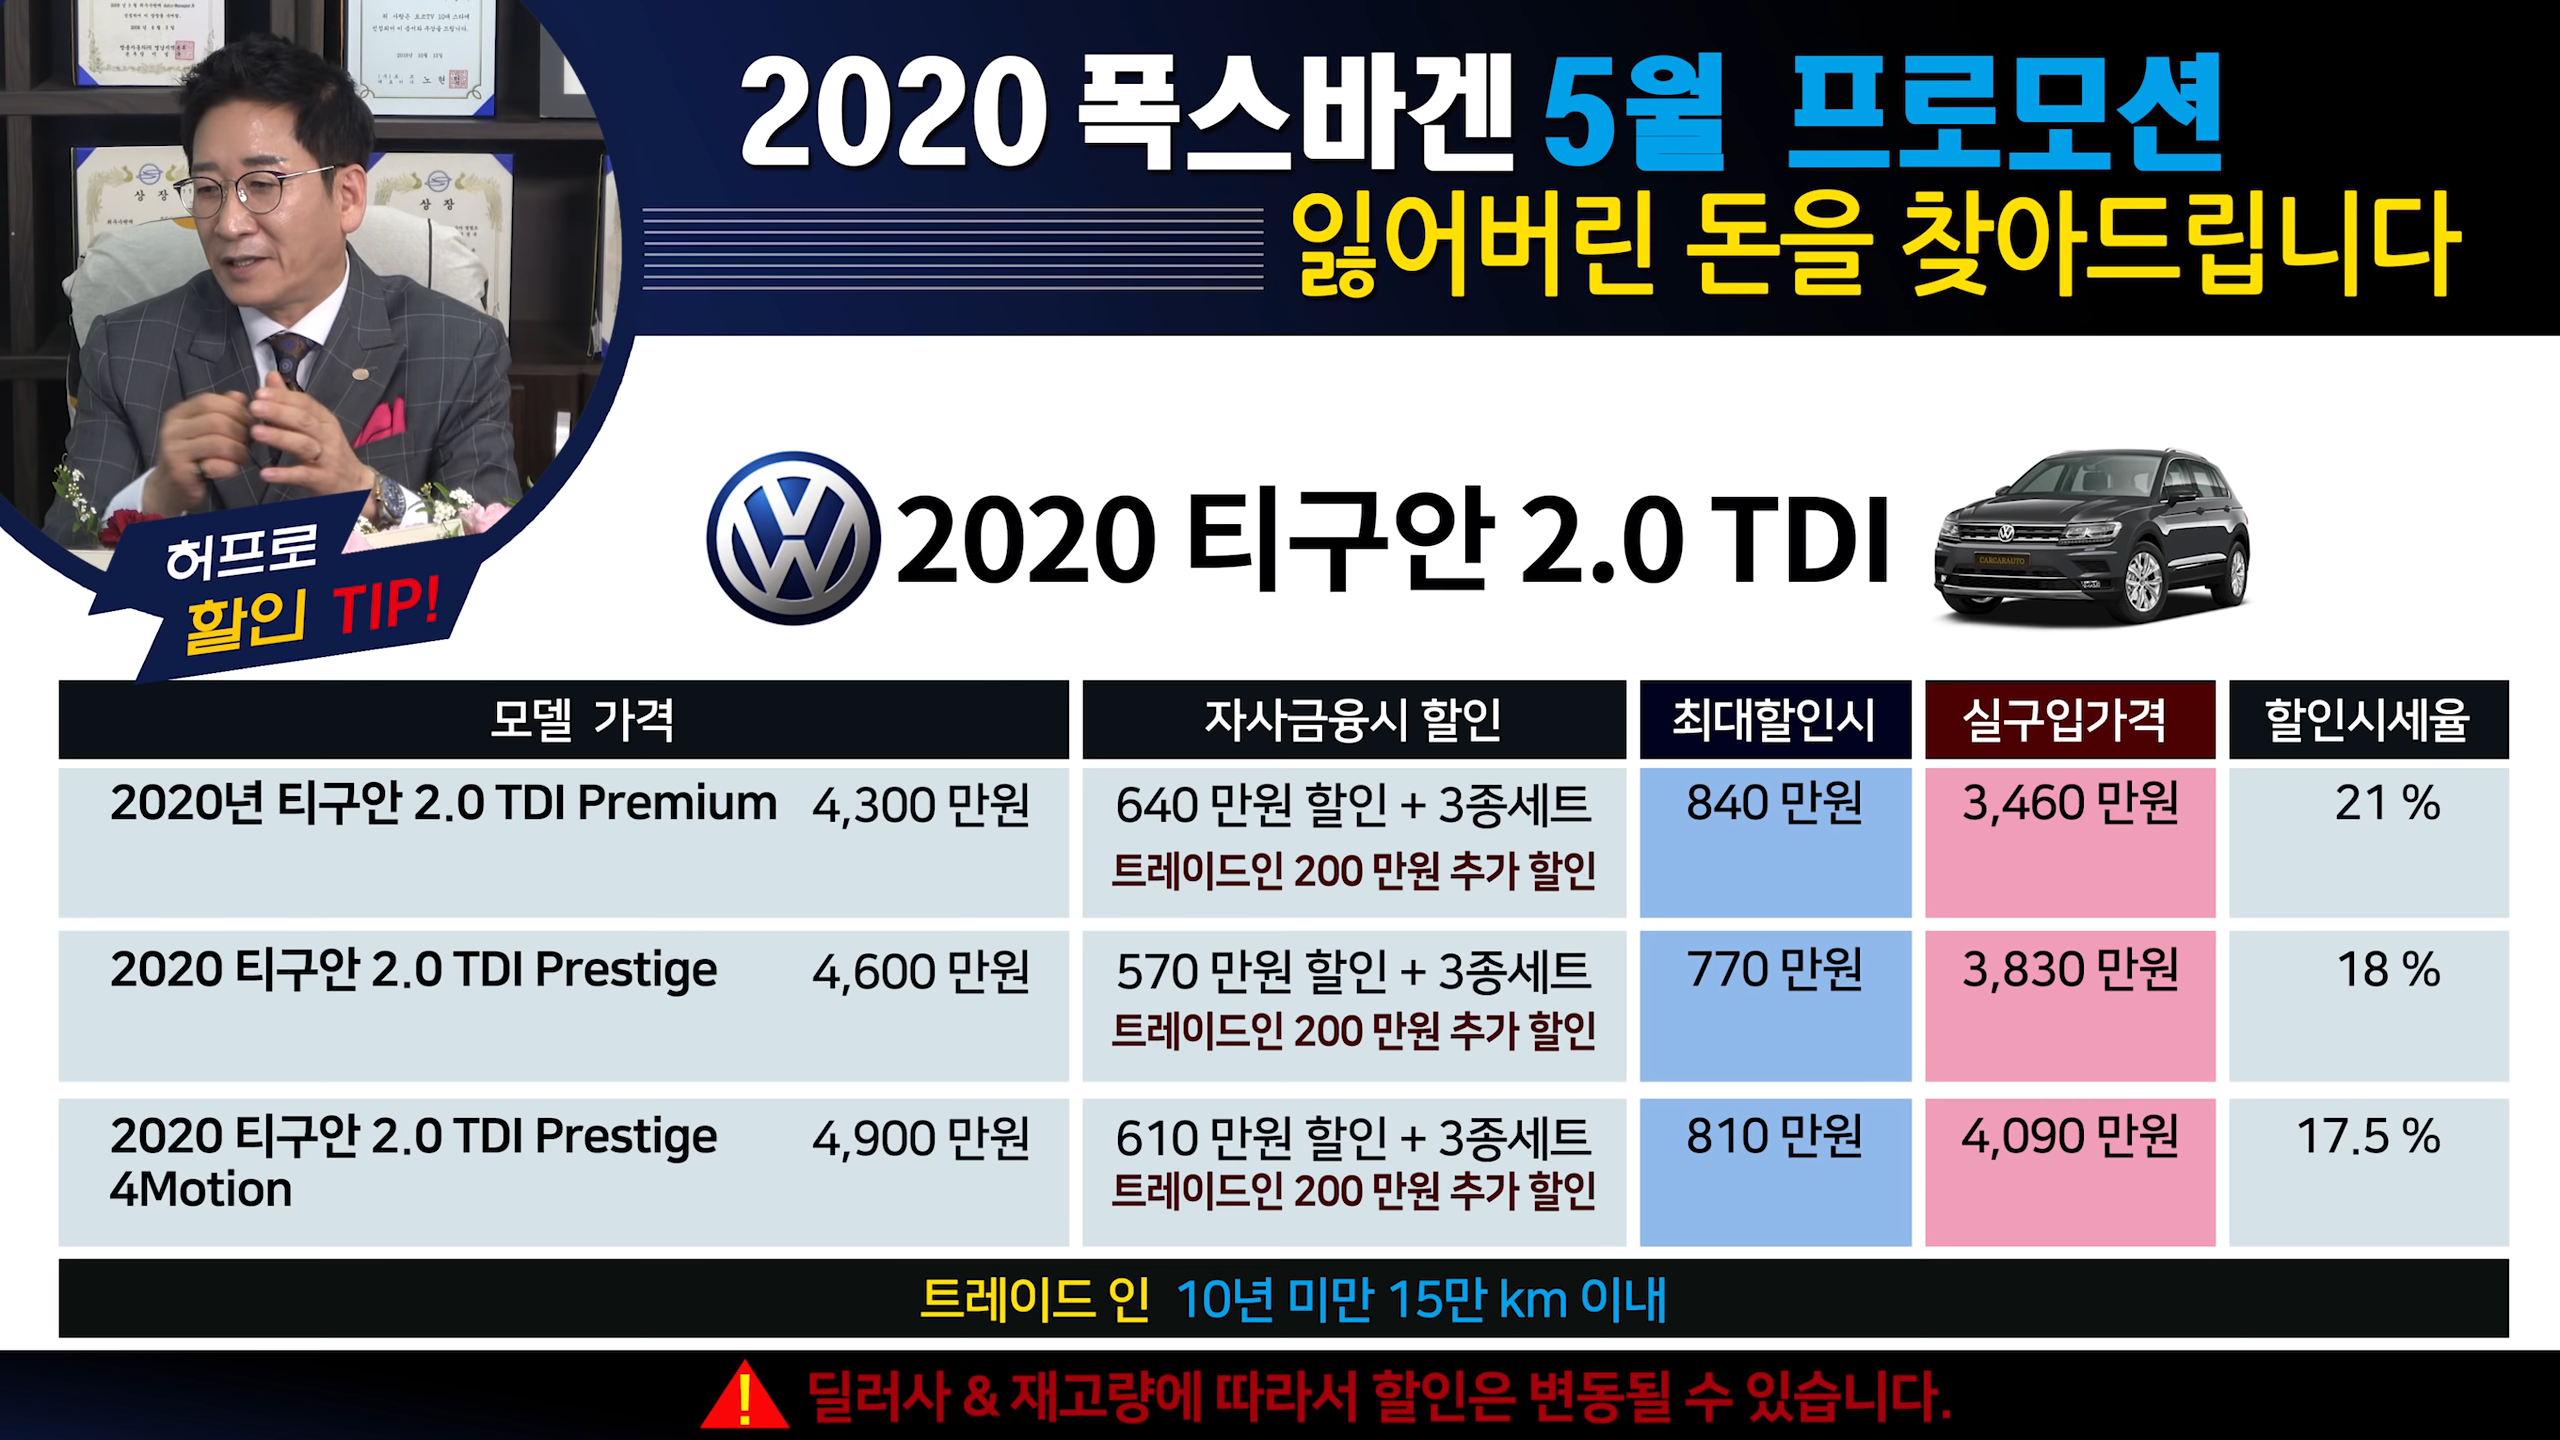 2020 폭스바겐 5월 프로모션
잃어버린 돈을 찾아드립니다
상 장
상 장
허프로
할인 TIP!
2020 티구안 2.0 TDI
CARCARAUTO
모델 가격 자사금융시 할인 최대할인시 실구입가격 할인시세율
2020년 티구안 2.0 TDI Premium 4,300 만원 640 만원 할인 + 3종세트 840 만원 3,460 만원 21 %
트레이드인 200 만원 추가 할인
2020 티구안 2.0 TDI Prestige 4,600 만원 570 만원 할인 + 3종세트 770 만원 3,830 만원 18 %
트레이드인 200 만원 추가 할인
2020 티구안 2.0 TDI Prestige 4,900 만원 610 만원 할인 + 3종세트 810 만원 4,090 만원 17.5 %
4Motion 트레이드인 200 만원 추가 할인
트레이드 인 10년 미만 15만 km 이내
딜러사 & 재고량에 따라서 할인은 변동될 수 있습니다.